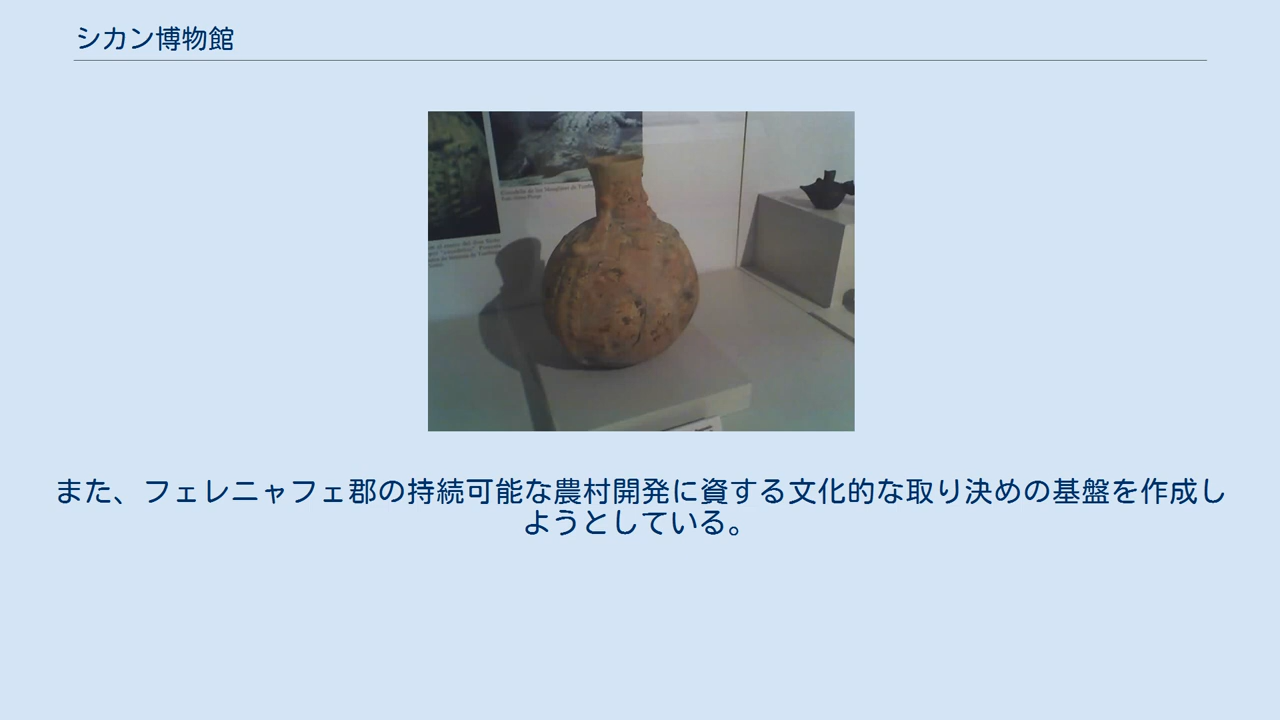 シカン博物館
また、フェレニャフェ郡の持続可能な農村開発に資する文化的な取り決めの基盤を作成し
ようとしている。